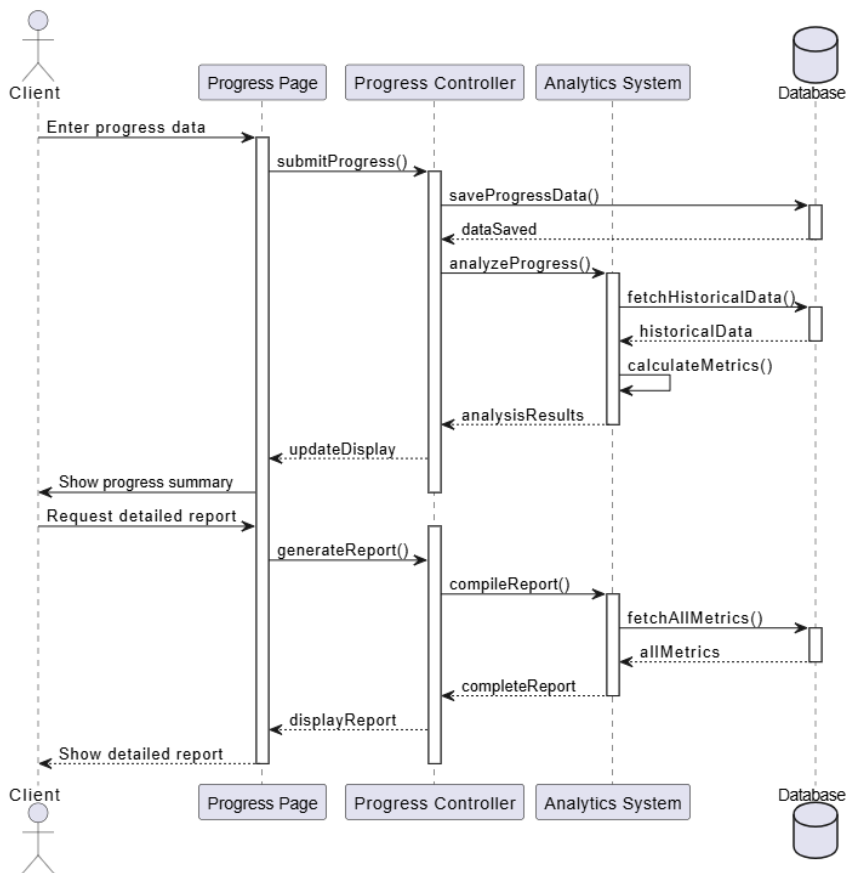 Client
Progress Page
Progress Controller
Analytics System
Database
Enter progress data
submitProgress()
saveProgressData()
dataSaved
analyzeProgress()
fetchHistoricalData()
historicalData
calculateMetrics()
analysisResults
updateDisplay
Show progress summary
Request detailed report
generateReport()
compileReport()
fetchAllMetrics()
allMetrics
completeReport
displayReport
Show detailed report
Client
Progress Page
Progress Controller
Analytics System
Database